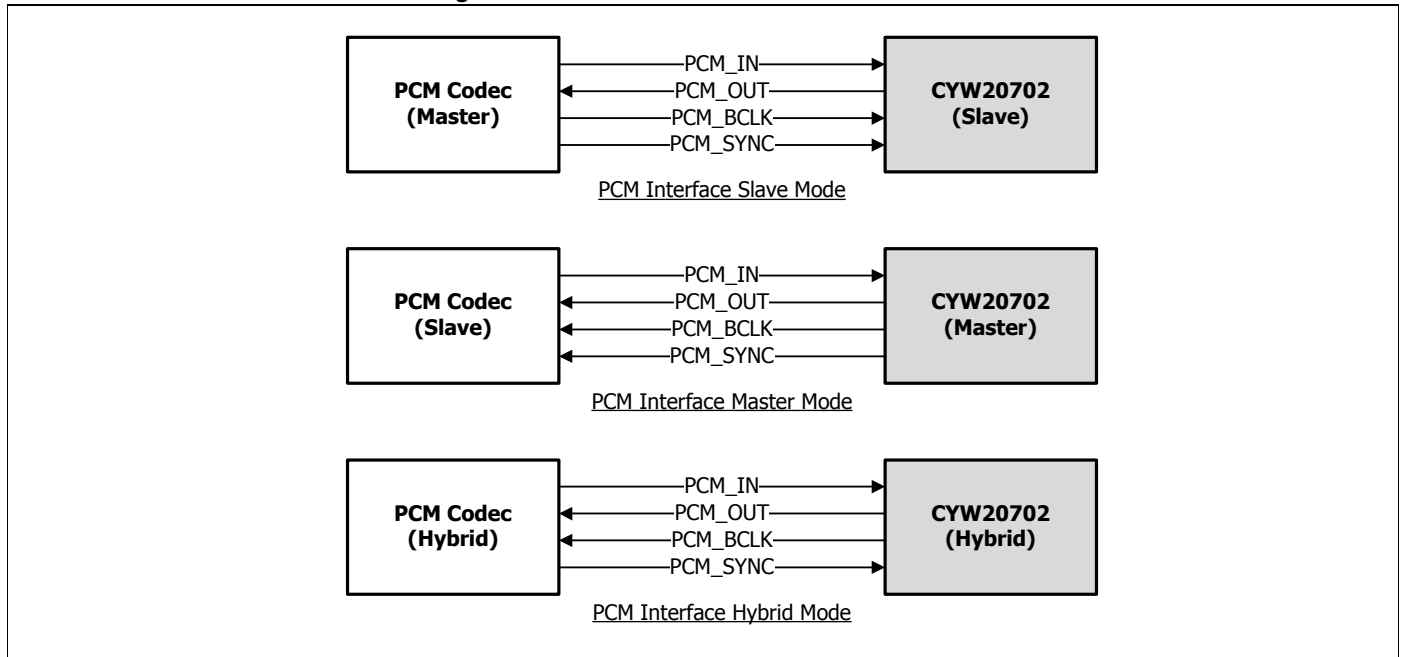 PCM Codec
(Master)
PCM_IN
PCM_OUT
PCM_BCLK
PCM_SYNC
CYW20702
(Slave)
PCM Interface Slave Mode
PCM Codec
(Slave)
PCM_IN
PCM_OUT
PCM_BCLK
PCM_SYNC
CYW20702
(Master)
PCM Interface Master Mode
PCM Codec
(Hybrid)
PCM_IN
PCM_OUT
PCM_BCLK
PCM_SYNC
CYW20702
(Hybrid)
PCM Interface Hybrid Mode